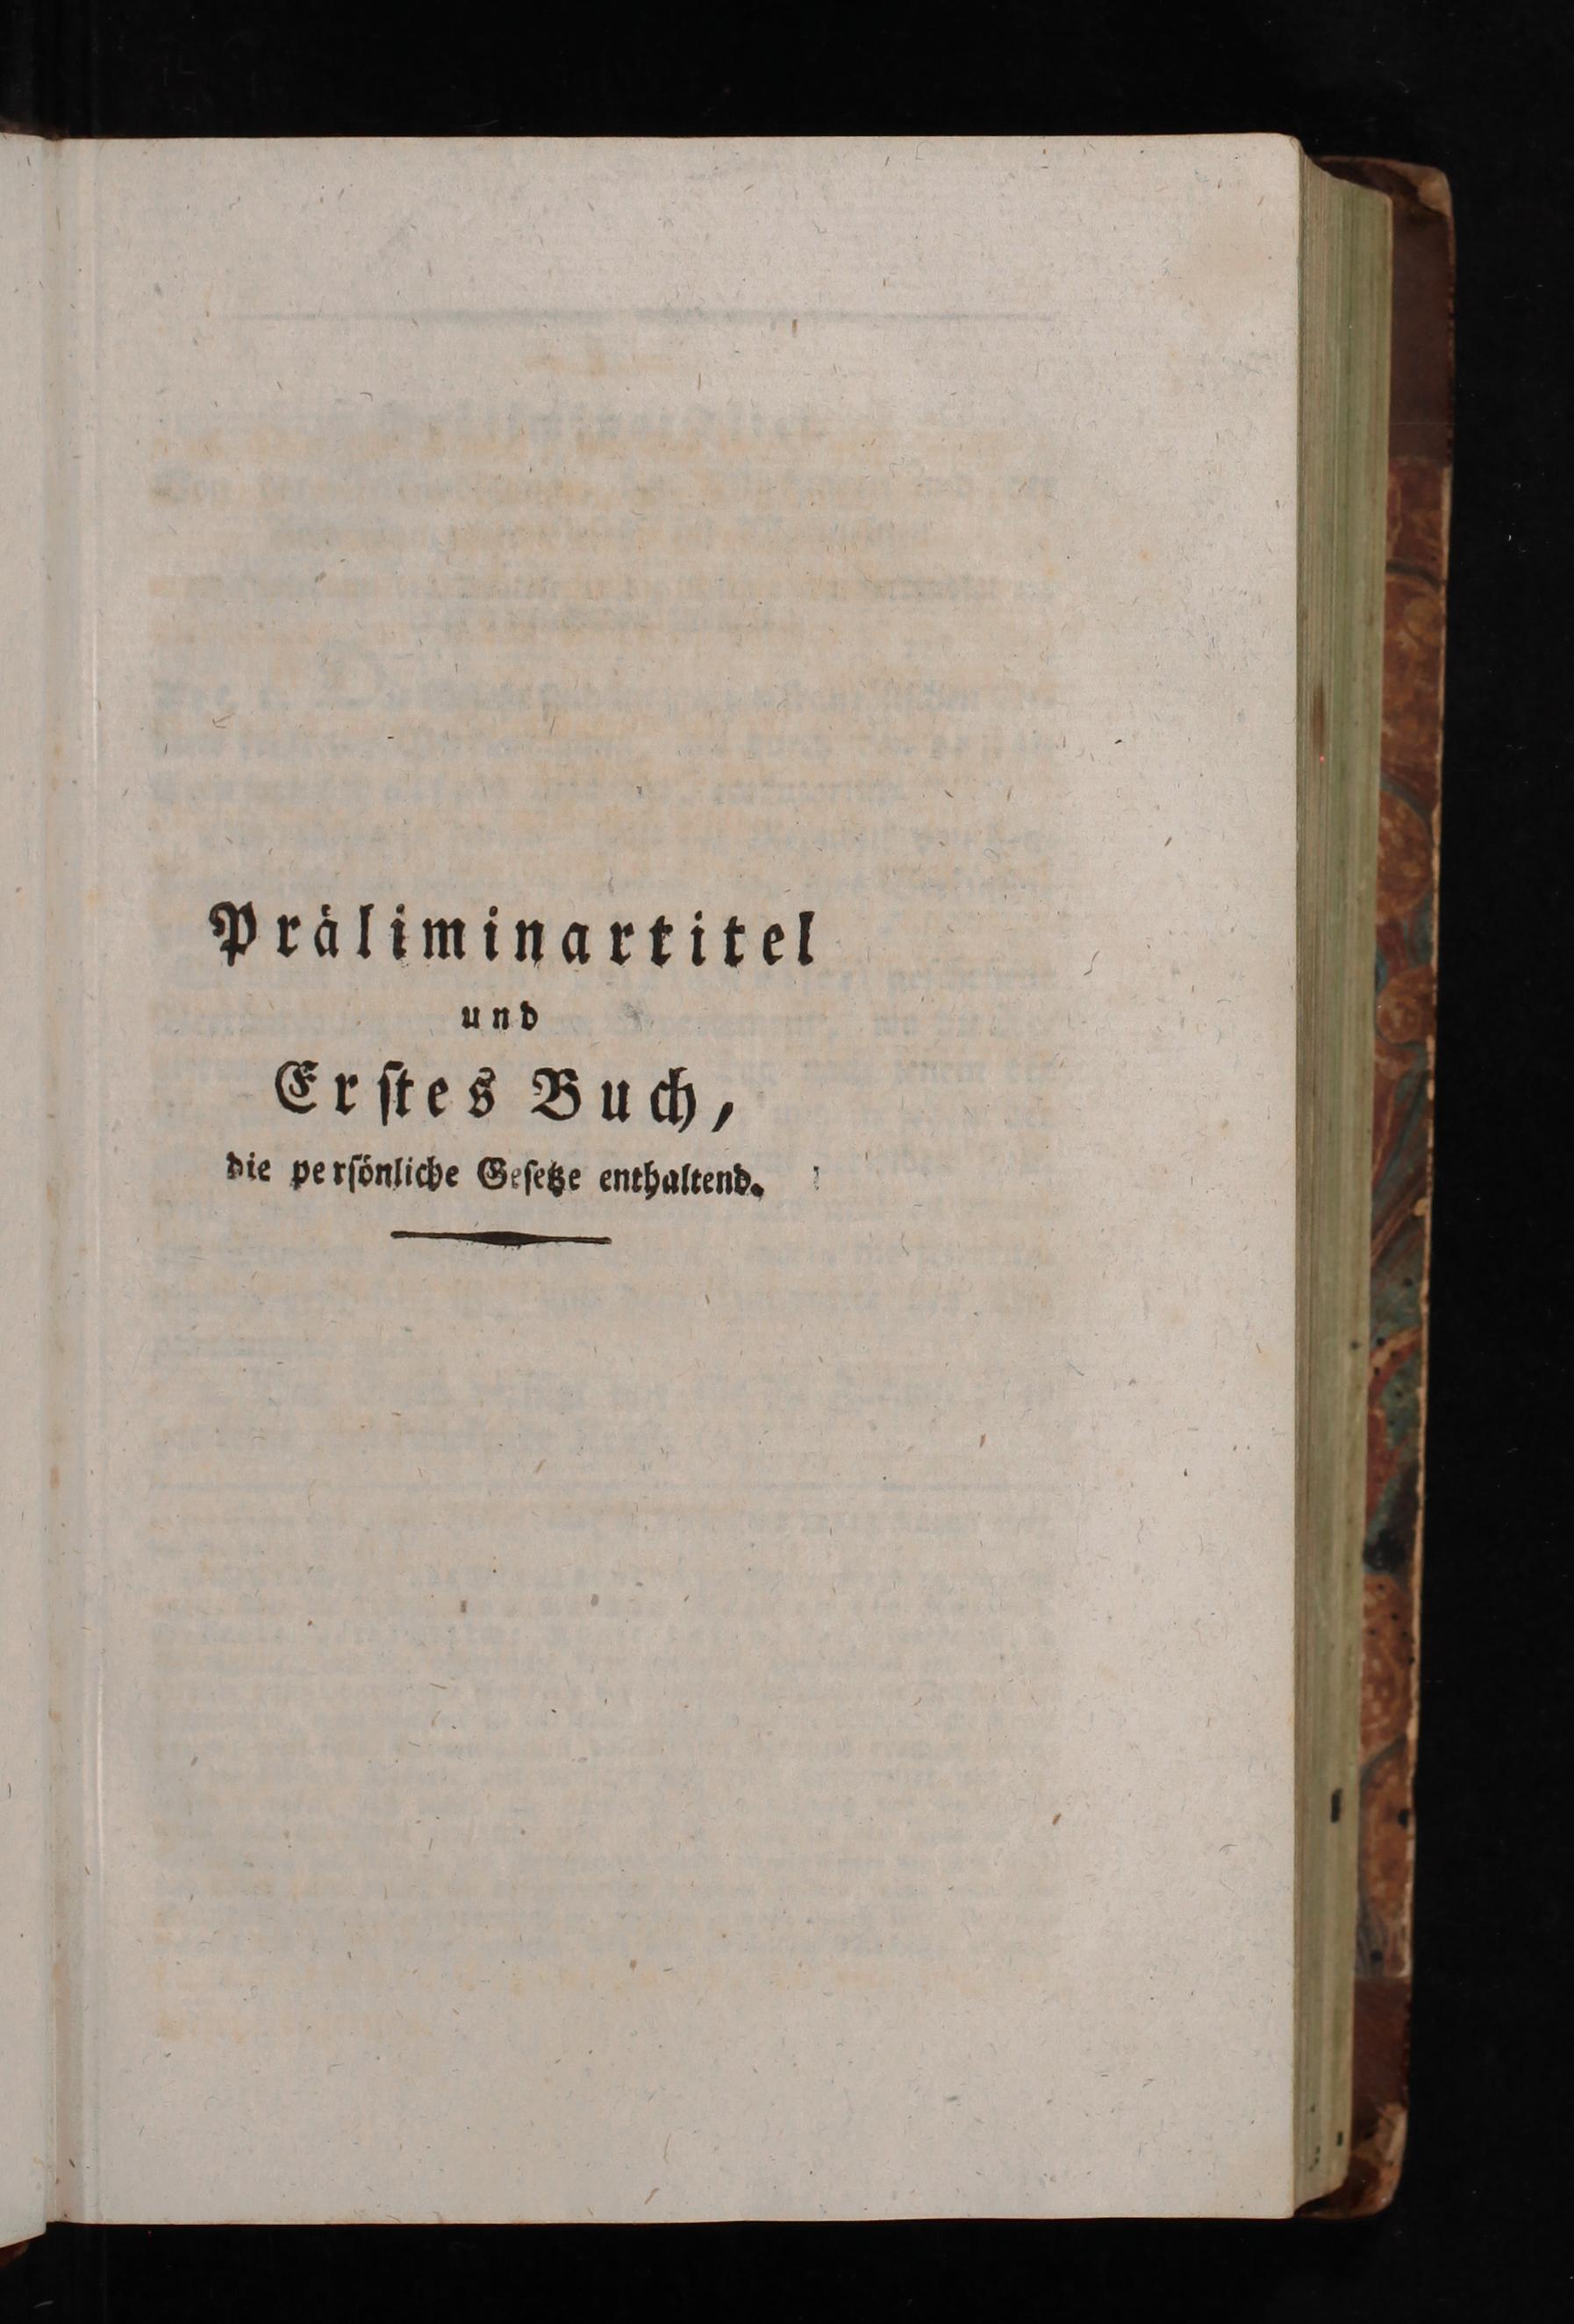 Präliminartitel
und
Erstes Buch,
die persönliche Gesetze enthaltend.